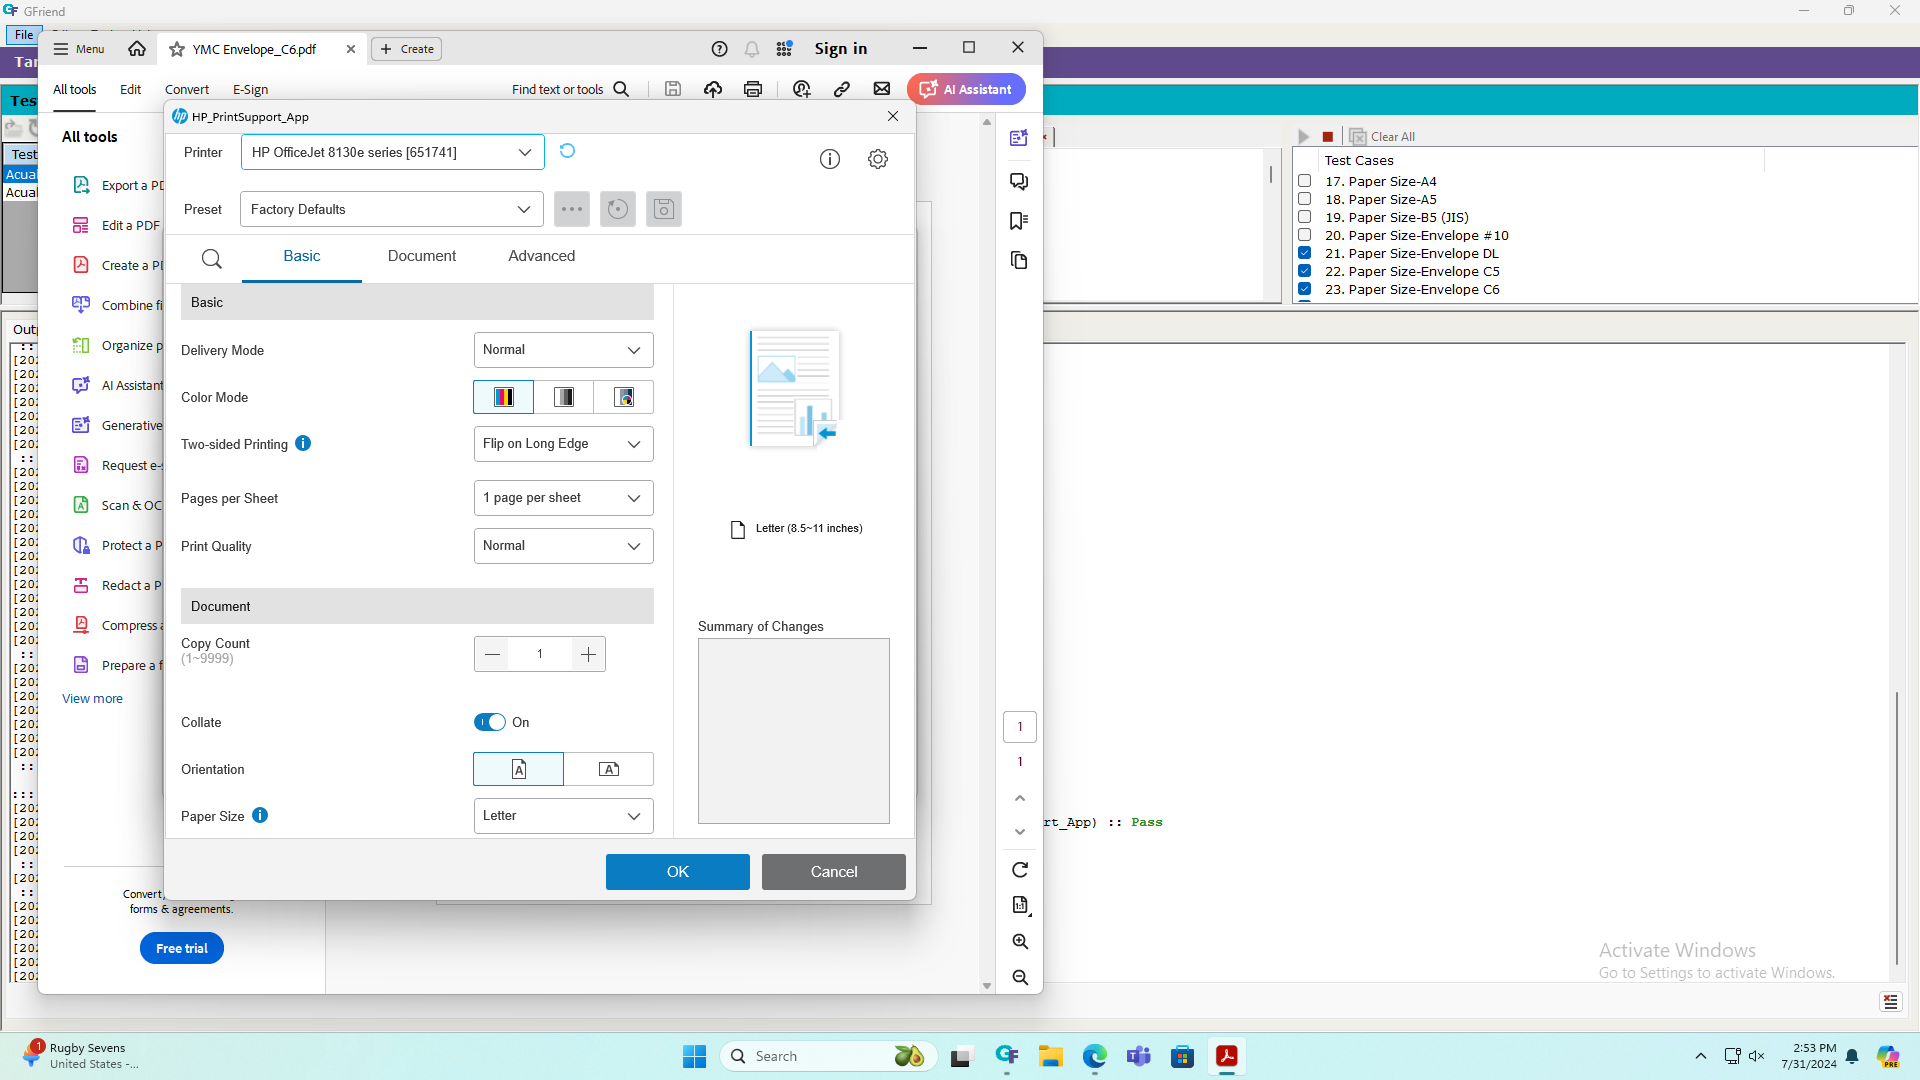 GFriend
File
Menu
YMC Envelope_C6.pdf
Create
Sign in
All tools
Edit
Convert
E-Sign
Find text or tools
AI Assistant
Tes
Clear All
HP_PrintSupport_App
All tools
Printer
HP OfficeJet 8130e series [651741]
Test
Test Cases
Acual
17. Paper Size-A4
Export a PD
Acual
18. Paper Size-A5
Preset
Factory Defaults
19. Paper Size-B5 (JIS)
Edit a PDF
20. Paper Size-Envelope #10
21. Paper Size-Envelope DL
Basic
Document
Advanced
Create a PD
22. Paper Size-Envelope C5
23. Paper Size-Envelope C6
Basic
Combine fi
Outp
Delivery Mode
Normal
Organize p
Color Mode
AI Assistant
Two-sided Printing
Flip on Long Edge
Generative
Request e-s
Pages per Sheet
1 page per sheet
Letter (8.5~11 inches)
Scan & OC
Print Quality
Normal
Protect a P
Redact a P
Document
Compress a
Summary of Changes
Copy Count
(1~9999)
1
Prepare a f
View more
Collate
On
1
1
Orientation
Paper Size
Letter
rt_App) :: Pass
OK
Cancel
Convert,
forms & agreements.
Free trial
Activate Windows
Go to Settings to activate Windows.
1
Rugby Sevens
United States -...
Search
2:53 PM
7/31/2024
PRE